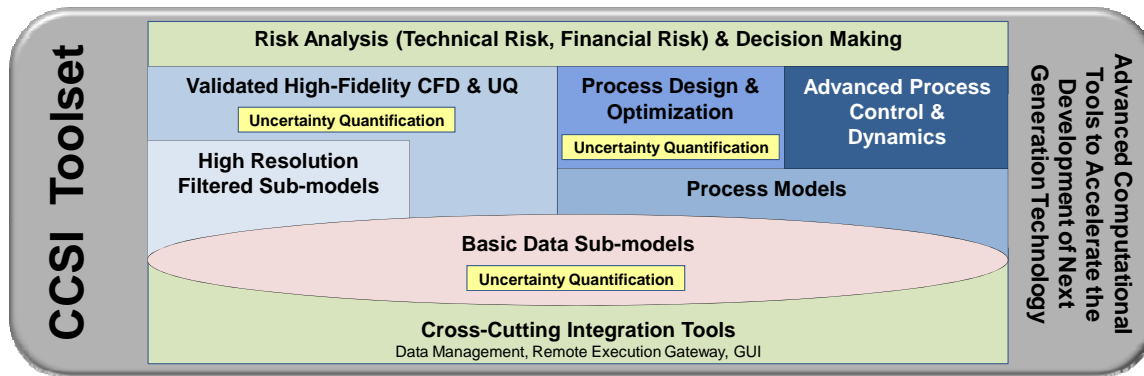 CCSI Toolset
Risk Analysis (Technical Risk, Financial Risk) & Decision Making
Validated High-Fidelity CFD & UQ
Uncertainty Quantification
High Resolution
Filtered Sub-models
Process Design &
Optimization
Uncertainty Quantification
Advanced Process
Control &
Dynamics
Process Models
Basic Data Sub-models
Uncertainty Quantification
Cross-Cutting Integration Tools
Data Management, Remote Execution Gateway, GUI
Advanced Computational
Tools to Accelerate the
Development of Next
Generation Technology